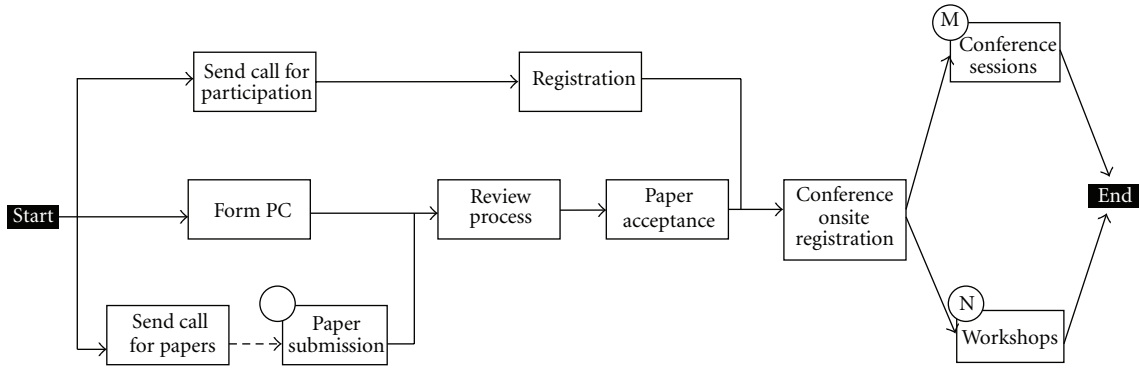 Send call for
participation
Registration
M
Conference
sessions
Start
Form PC
Review
process
Paper
acceptance
Conference
onsite
registration
End
Send call
for papers
Paper
submission
N
Workshops